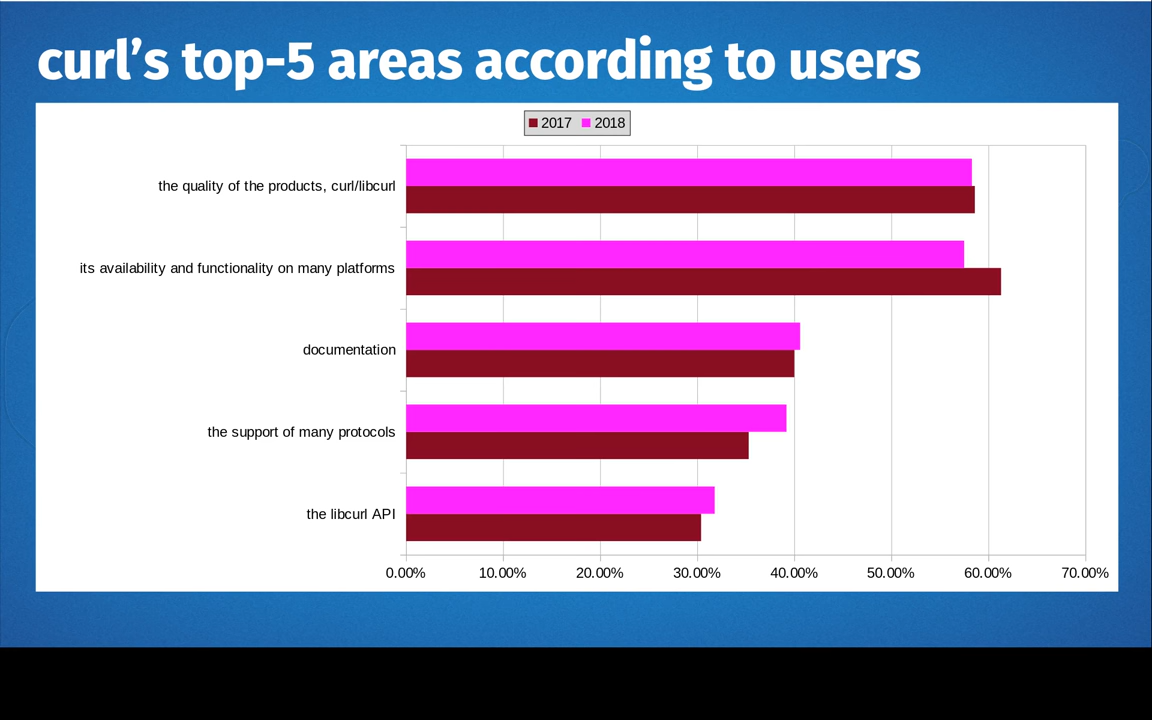 curl’s top-5 areas according to users
2017 2018
the quality of the products, curl/libcurl
its availability and functionality on many platforms
documentation
the support of many protocols
the libcurl API
0.00% 10.00% 20.00% 30.00% 40.00% 50.00% 60.00% 70.00%